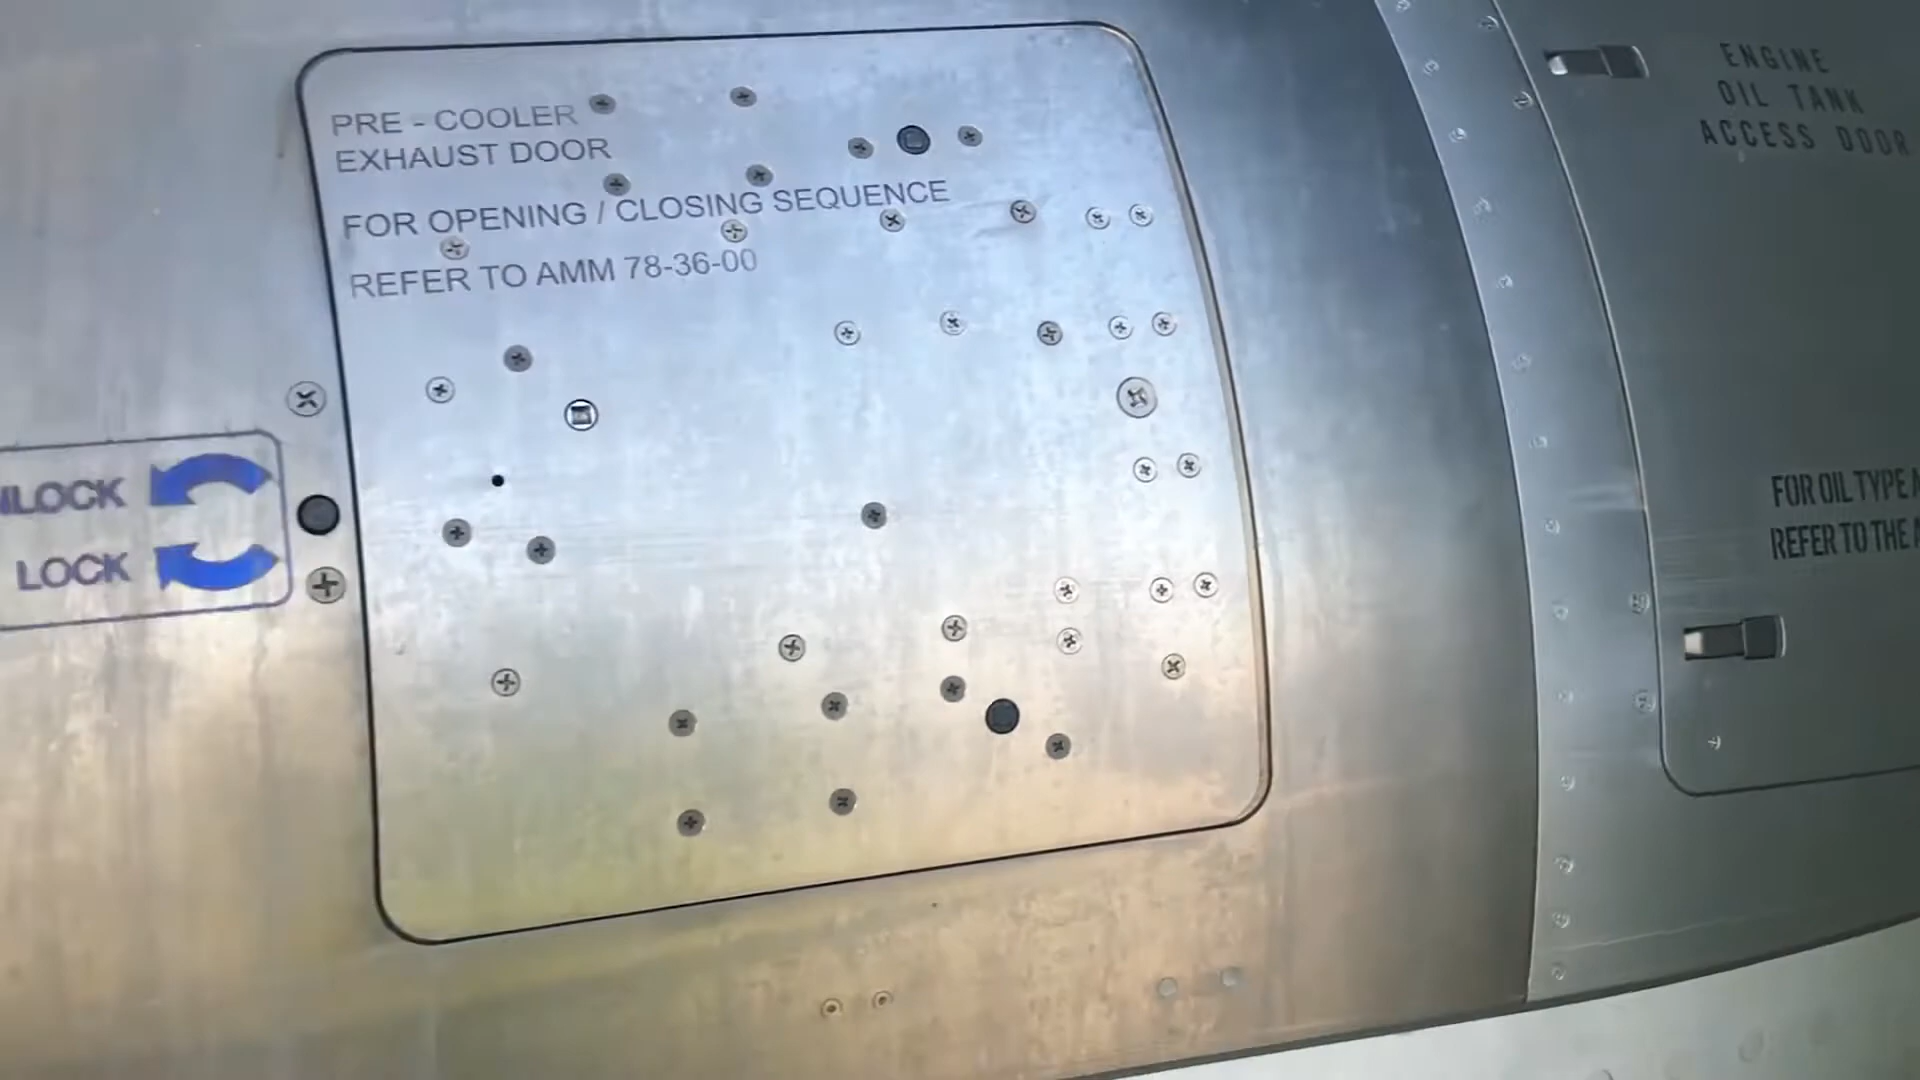 PRE - COOLER
EXHAUST DOOR
FOR OPENING / CLOSING SEQUENCE
REFER TO AMM 78-36-00
LOCK
ENGINE
OIL TANK
ACCESS DOOR
FOR OIL TYPE
REFER TO THE